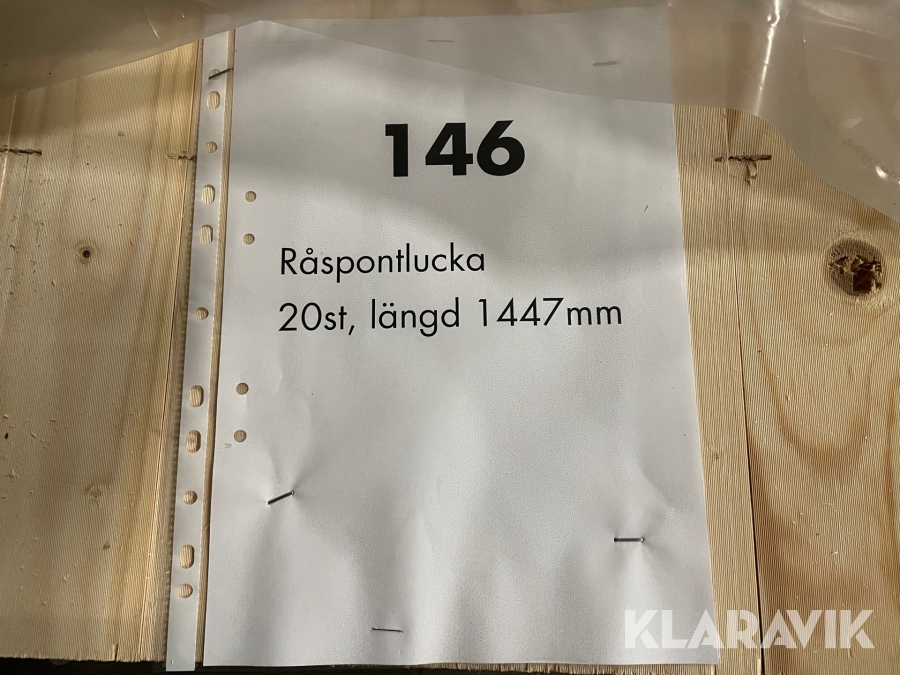 146
Råspontlucka
20st, längd 1447mm
KLARAVIK